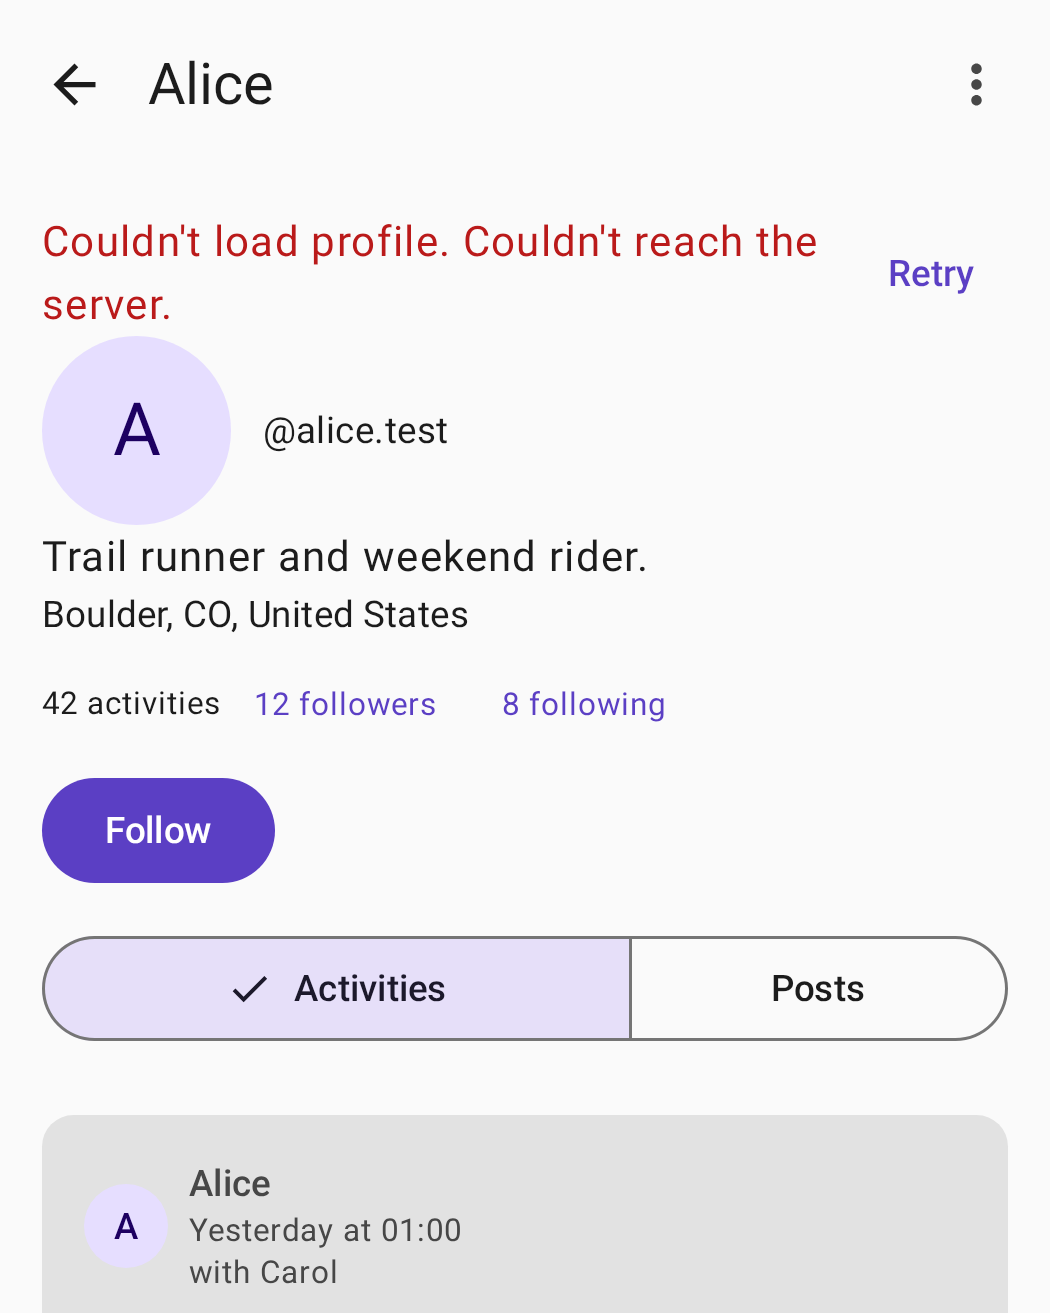 Alice
Couldn't load profile. Couldn't reach the
server.
Retry
A
@alice.test
Trail runner and weekend rider.
Boulder, CO, United States
42 activities 12 followers 8 following
Follow
Activities Posts
A
Alice
Yesterday at 01:00
with Carol